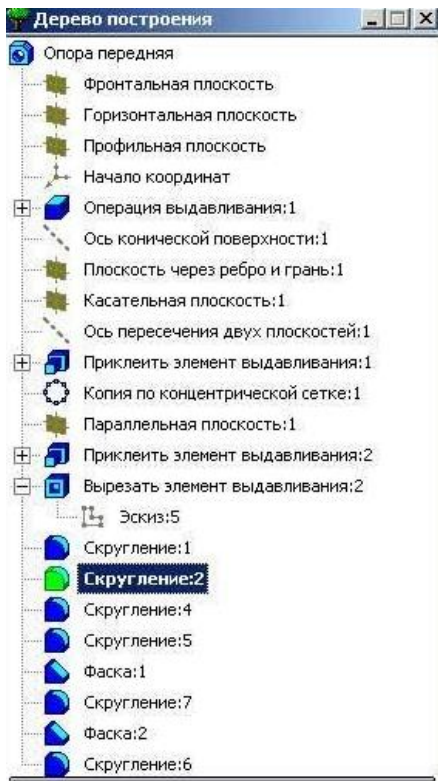 Дерево построения
Опора передняя
Фронтальная плоскость
Горизонтальная плоскость
Профильная плоскость
Начало координат
Операция выдавливания:1
Ось конической поверхности:1
Плоскость через ребро и грань:1
Касательная плоскость:1
Ось пересечения двух плоскостей:1
Приклеить элемент выдавливания:1
Копия по концентрической сетке:1
Параллельная плоскость:1
Приклеить элемент выдавливания:2
Вырезать элемент выдавливания:2
Эскиз:5
Скругление:1
Скругление:2
Скругление:4
Скругление:5
Фаска:1
Скругление:7
Фаска:2
Скругление:6